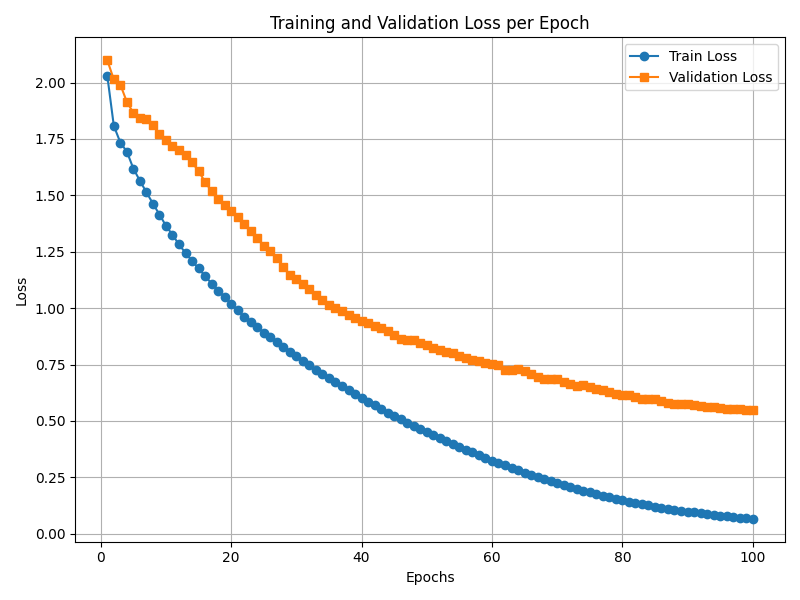 Training and Validation Loss per Epoch
Train Loss
Validation Loss
2.00
1.75
1.50
1.25
1.00
0.75
0.50
0.25
0.00
Loss
0 20 40 60 80 100
Epochs